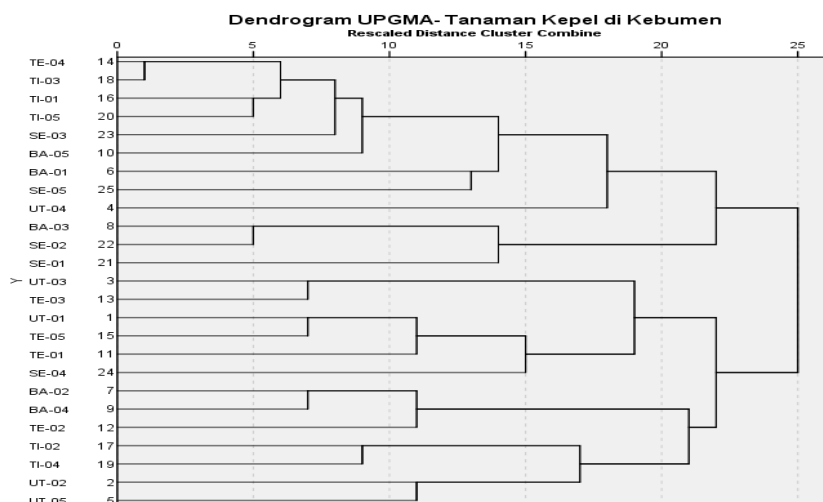 Dendrogram UPGMA- Tanaman Kepel di Kebumen
Rescaled Distance Cluster Combine
0 5 10 15 20 25
TE-04 14
TI-03 18
TI-01 16
TI-05 20
SE-03 23
BA-05 10
BA-01 6
SE-05 25
UT-04 4
BA-03 8
SE-02 22
SE-01 21
Y
UT-03 3
TE-03 13
UT-01 1
TE-05 15
TE-01 11
SE-04 24
BA-02 7
BA-04 9
TE-02 12
TI-02 17
TI-04 19
UT-02 2
UT-05 5